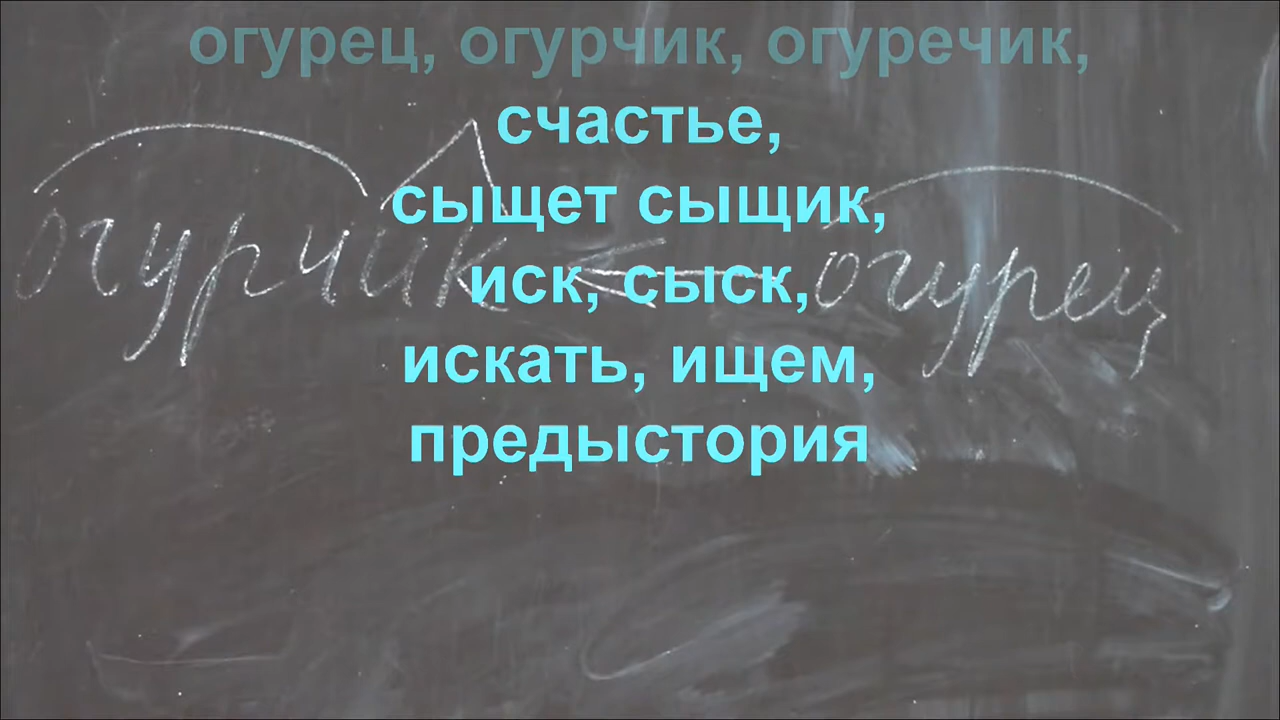 огурец, огурчик, огуречик,
счастье,
сыщет сыщик,
иск, сыск,
искать, ищем,
предыстория
огурчик ← огурец